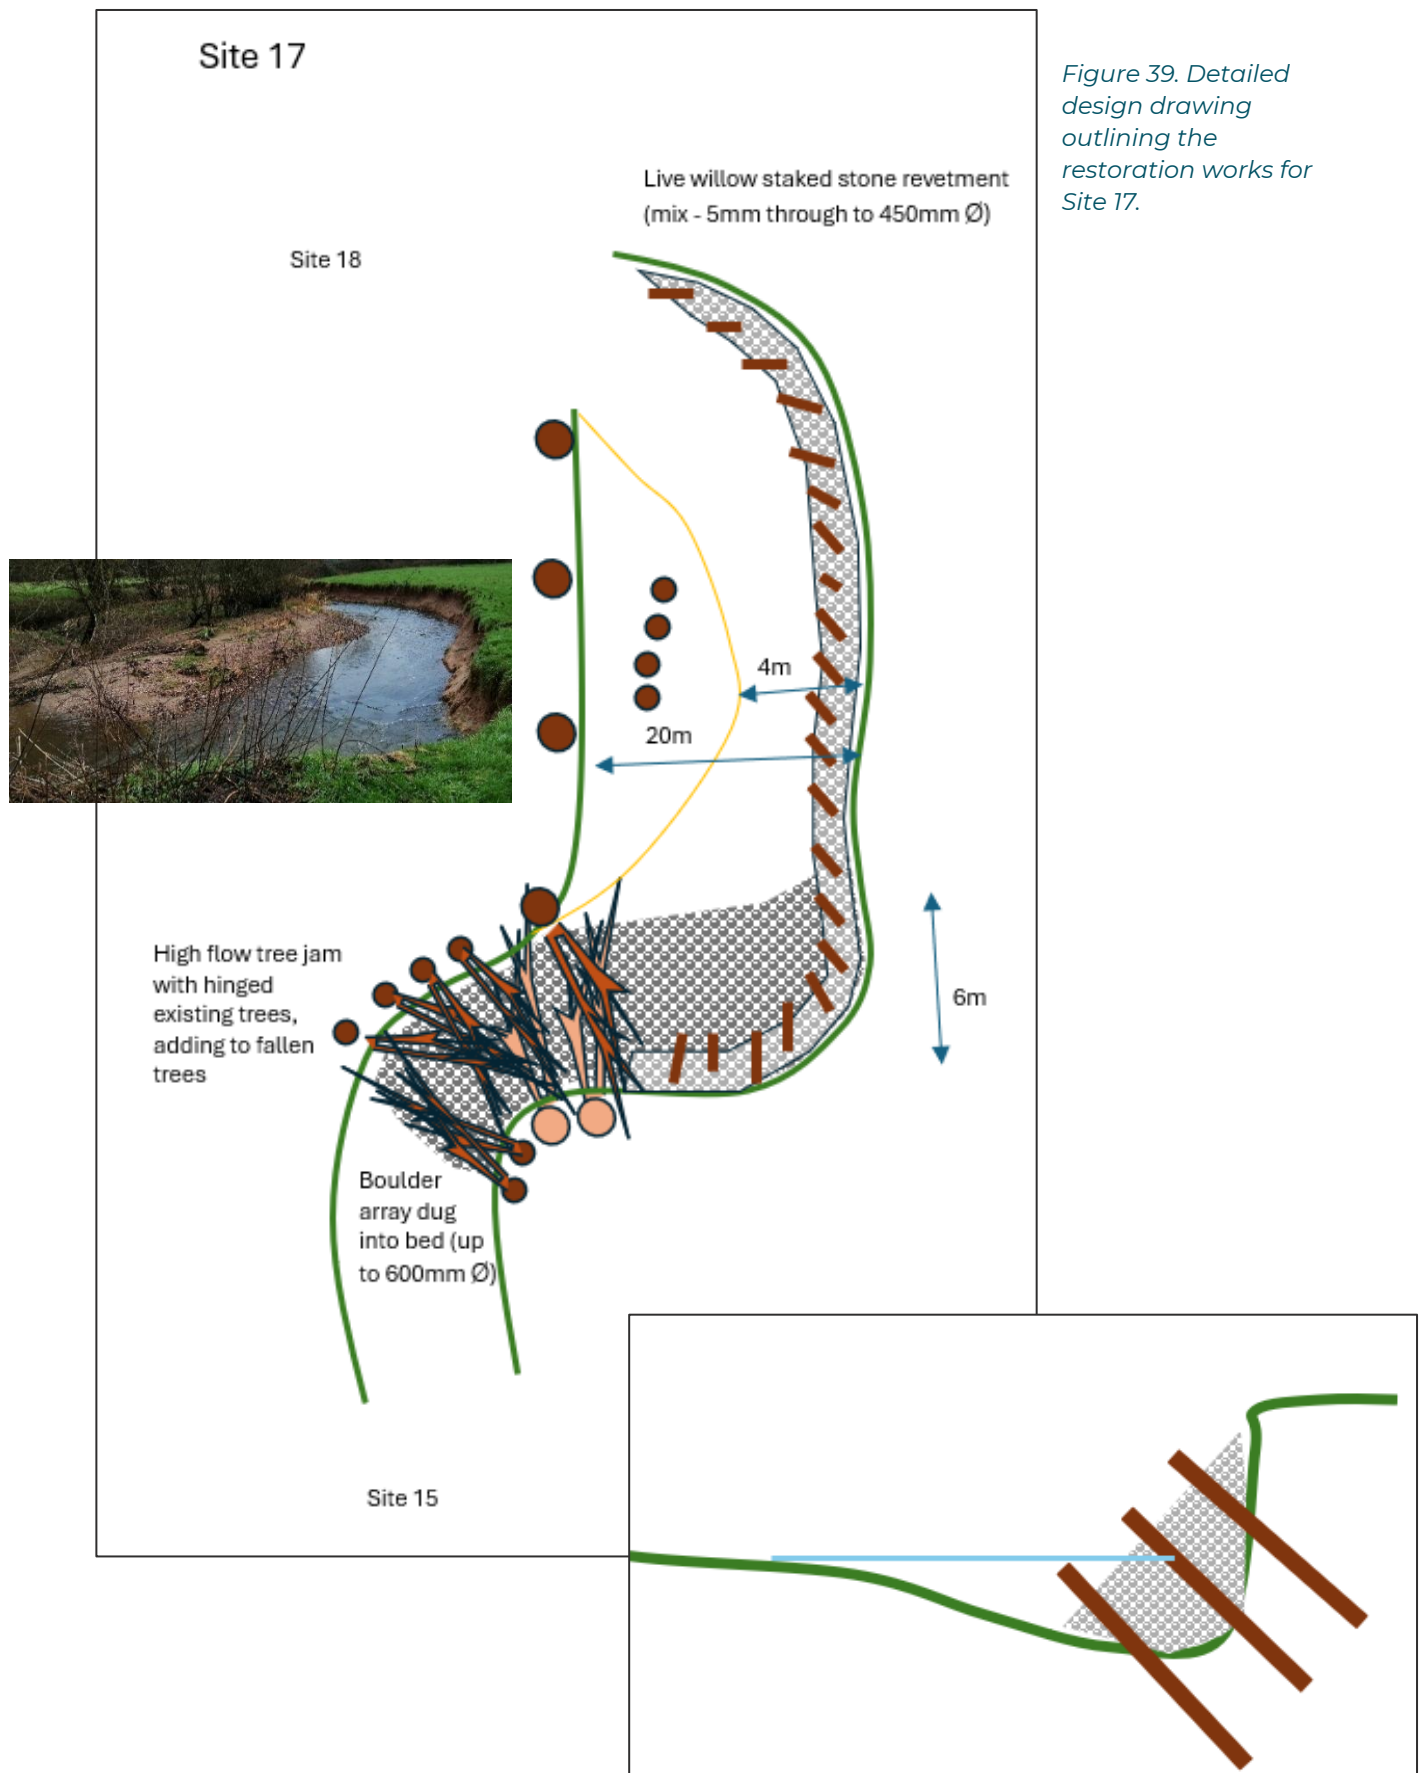 Site 17
Figure 39. Detailed
design drawing
outlining the
restoration works for
Site 17.
Live willow staked stone revetment
(mix - 5mm through to 450mm Ø)
Site 18
4m
20m
High flow tree jam
with hinged
existing trees,
adding to fallen
trees
6m
Boulder
array dug
into bed (up
to 600mm Ø)
Site 15